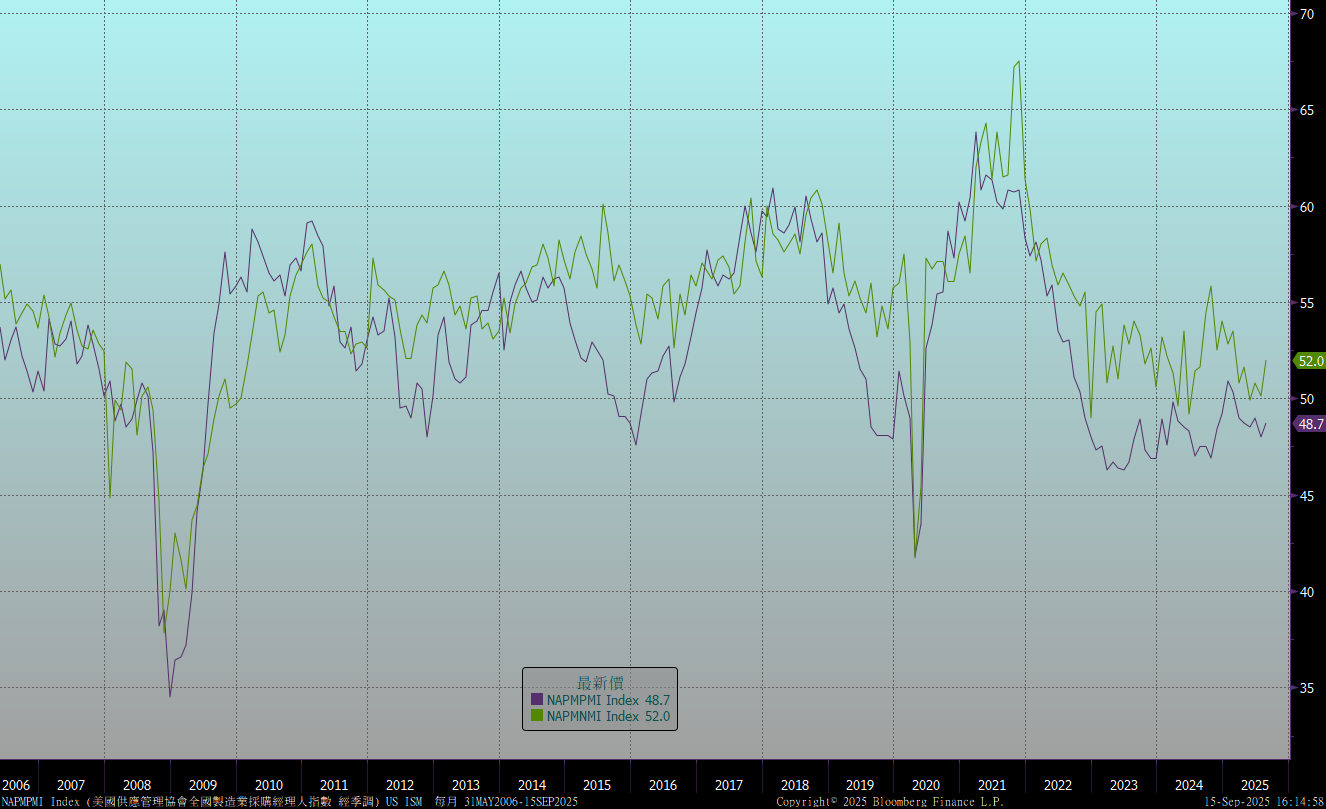 70
65
60
55
52.0
50
48.7
45
40
35
最新價
NAPMPMI Index 48.7
NAPMNMI Index 52.0
2006 2007 2008 2009 2010 2011 2012 2013 2014 2015 2016 2017 2018 2019 2020 2021 2022 2023 2024 2025
NAPMPMI Index (美國供應管理協會全國製造業採購經理人指數 經季調) US ISM 每月 31MAY2006-15SEP2025 Copyright© 2025 Bloomberg Finance L.P. 15-Sep-2025 16:14:58